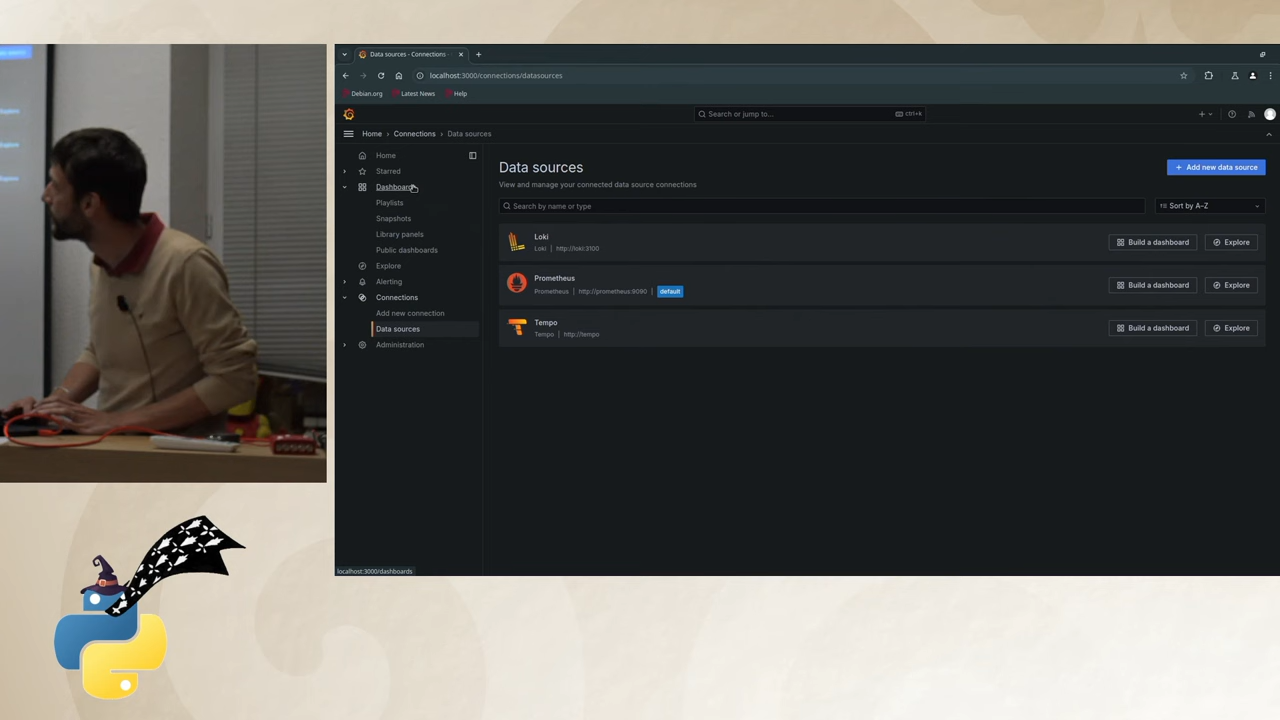 Data sources - Connections
localhost:3000/connections/datasources
Debian.org Latest News Help
Search or jump to... ctrl+k
Home › Connections › Data sources
Home
Starred
Dashboards
Playlists
Snapshots
Library panels
Public dashboards
Explore
Alerting
Connections
Add new connection
Data sources
Administration
Data sources
View and manage your connected data source connections
Add new data source
Search by name or type
Sort by A-Z
Loki
Loki | http://loki:3100
Build a dashboard Explore
Prometheus
Prometheus | http://prometheus:9090 | default
Build a dashboard Explore
Tempo
Tempo | http://tempo
Build a dashboard Explore
localhost:3000/dashboards